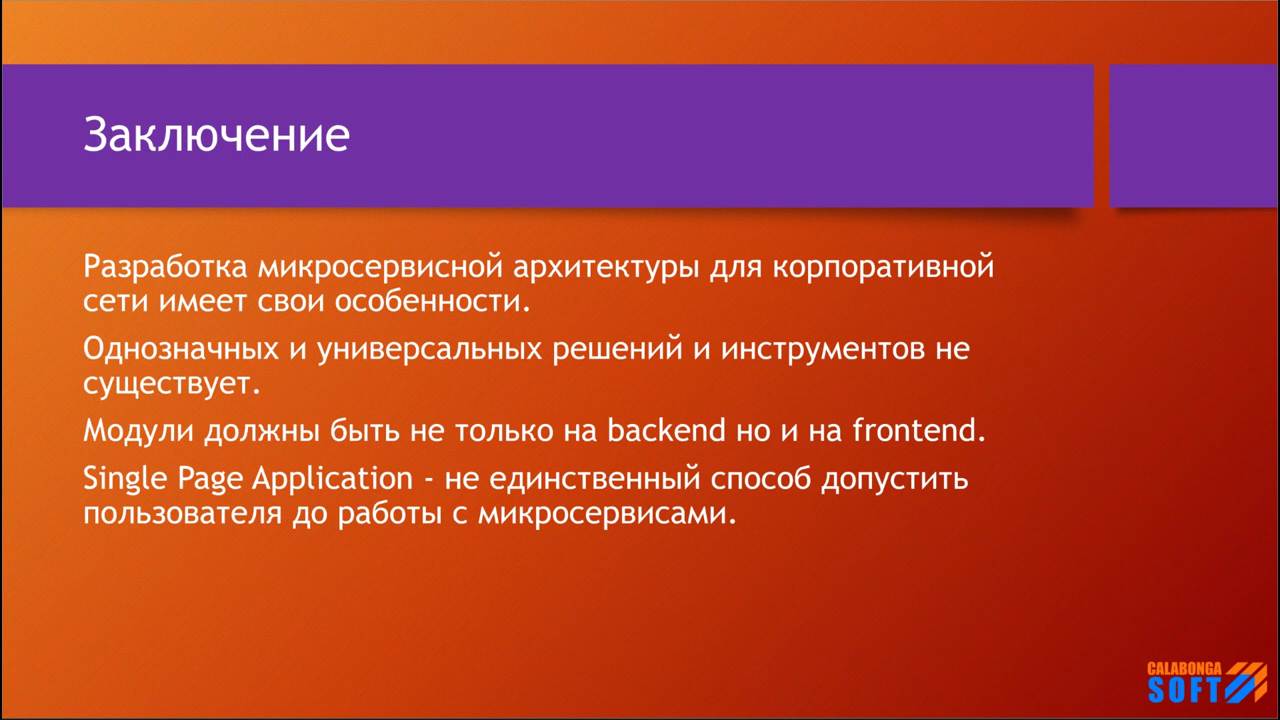 Заключение
Разработка микросервисной архитектуры для корпоративной
сети имеет свои особенности.
Однозначных и универсальных решений и инструментов не
существует.
Модули должны быть не только на backend но и на frontend.
Single Page Application - не единственный способ допустить
пользователя до работы с микросервисами.
CALABONGA
SOFT